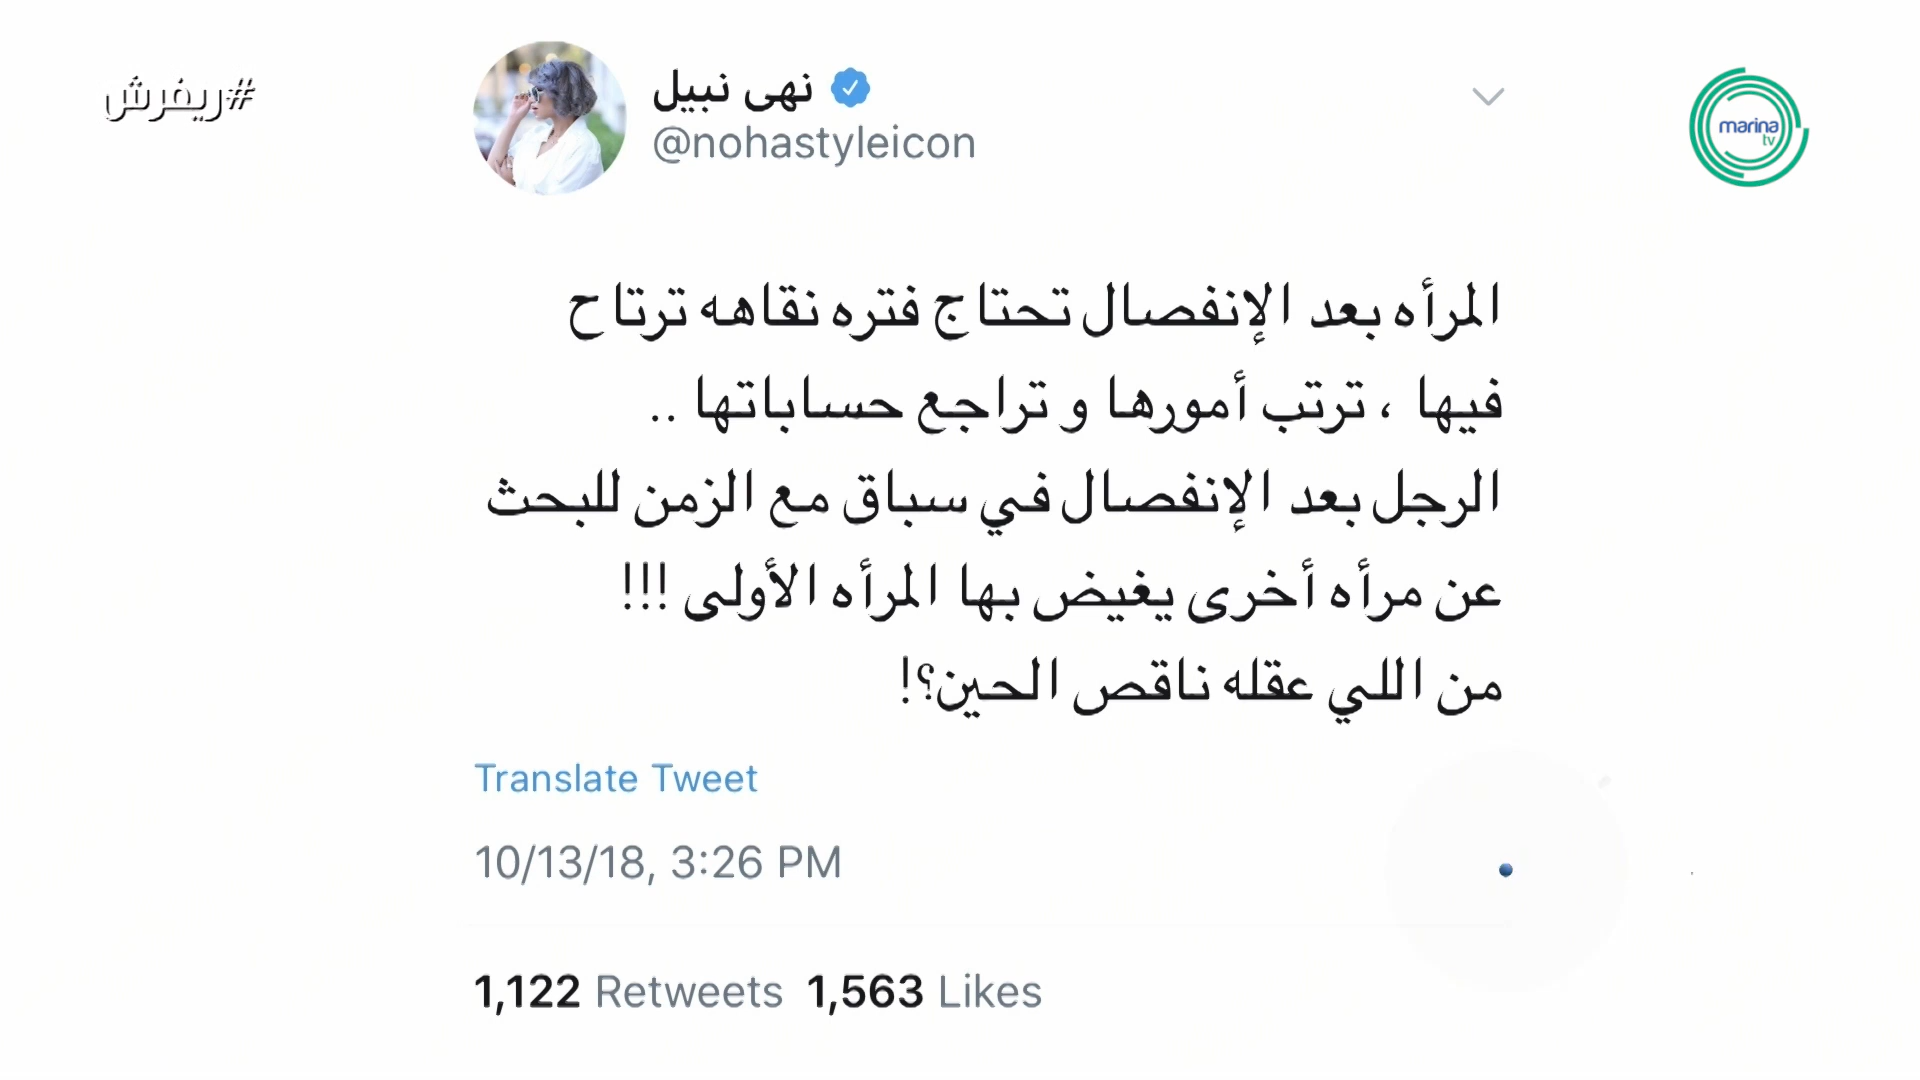 #ريفرش
نهى نبيل
@nohastyleicon
marina
tv
المرأه بعد الإنفصال تحتاج فتره نقاهه ترتاح
فيها ، ترتب أمورها و تراجع حساباتها ..
الرجل بعد الإنفصال في سباق مع الزمن للبحث
عن مرأه أخرى يغيض بها المرأه الأولى !!!
من اللي عقله ناقص الحين؟!
Translate Tweet
10/13/18, 3:26 PM
1,122 Retweets 1,563 Likes